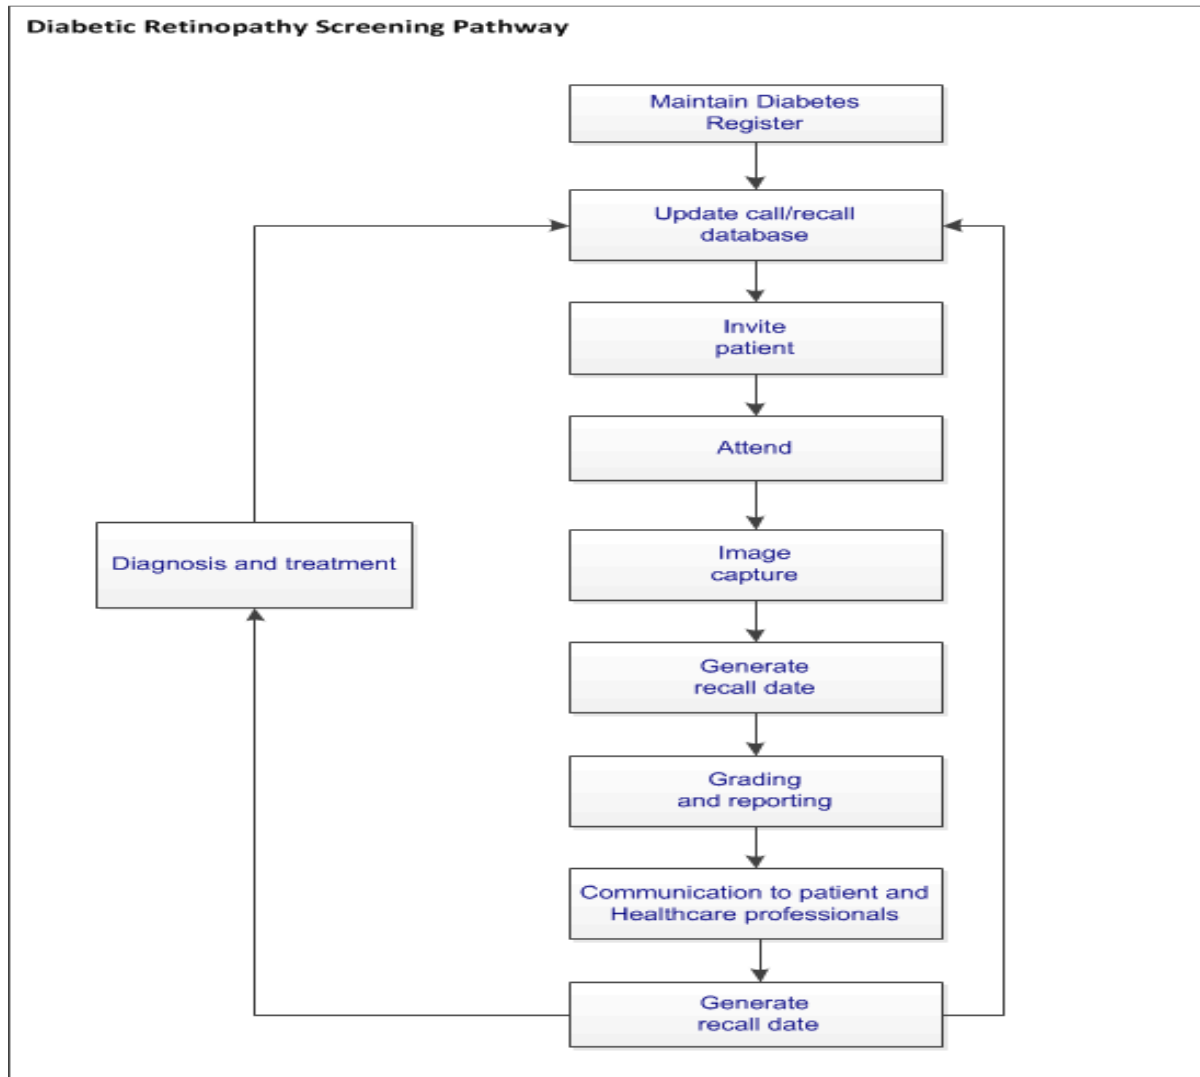 Diabetic Retinopathy Screening Pathway
Maintain Diabetes
Register
Update call/recall
database
Invite
patient
Attend
Diagnosis and treatment
Image
capture
Generate
recall date
Grading
and reporting
Communication to patient and
Healthcare professionals
Generate
recall date